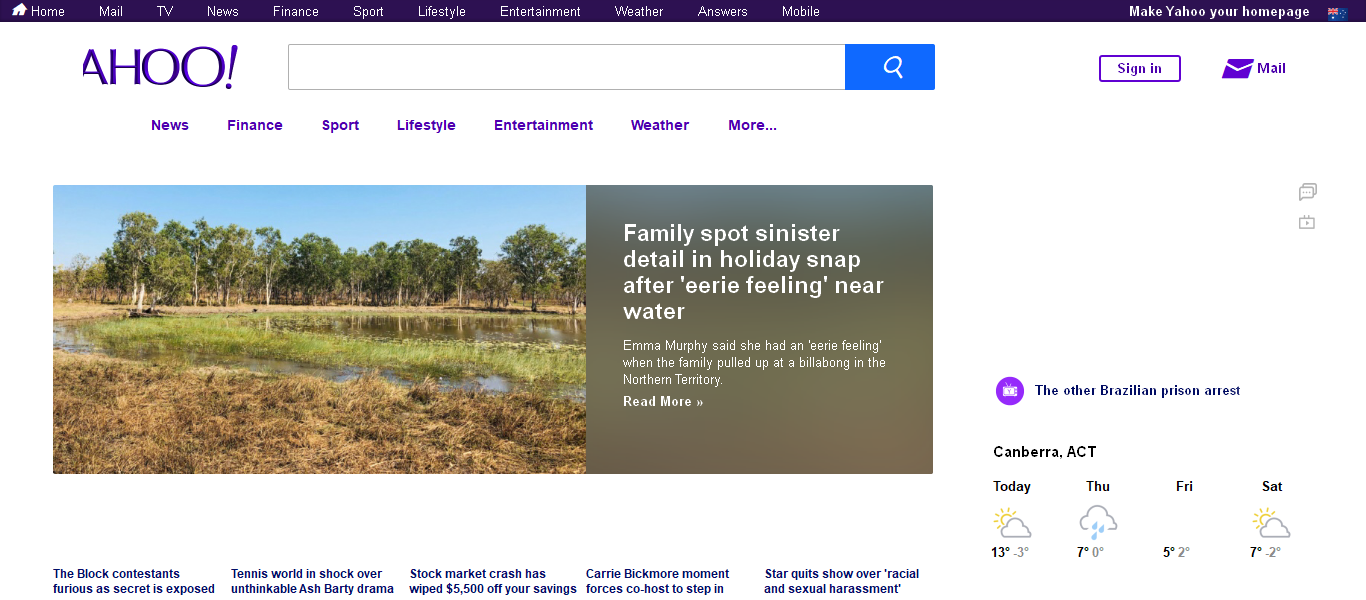 Home Mail TV News Finance Sport Lifestyle Entertainment Weather Answers Mobile Make Yahoo your homepage
AHOO!
Sign in
Mail
News Finance Sport Lifestyle Entertainment Weather More...
Family spot sinister
detail in holiday snap
after 'eerie feeling' near
water
Emma Murphy said she had an 'eerie feeling'
when the family pulled up at a billabong in the
Northern Territory.
Read More »
The other Brazilian prison arrest
Canberra, ACT
Today Thu Fri Sat
13° -3° 7° 0° 5° 2° 7° -2°
The Block contestants
furious as secret is exposed
Tennis world in shock over
unthinkable Ash Barty drama
Stock market crash has
wiped $5,500 off your savings
Carrie Bickmore moment
forces co-host to step in
Star quits show over 'racial
and sexual harassment'